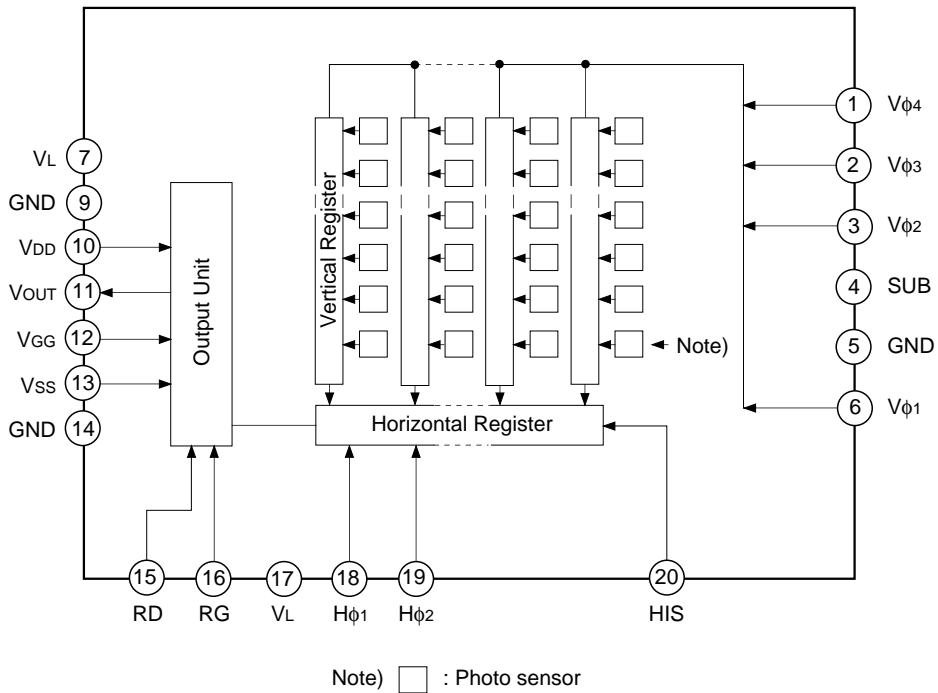 1 Vφ4
2 Vφ3
3 Vφ2
4 SUB
5 GND
6 Vφ1
VL 7
GND 9
VDD 10
VOUT 11
VGG 12
VSS 13
GND 14
Output Unit
Vertical Register
Note)
Horizontal Register
15 16 17 18 19 20
RD RG VL Hφ1 Hφ2 HIS
Note) : Photo sensor